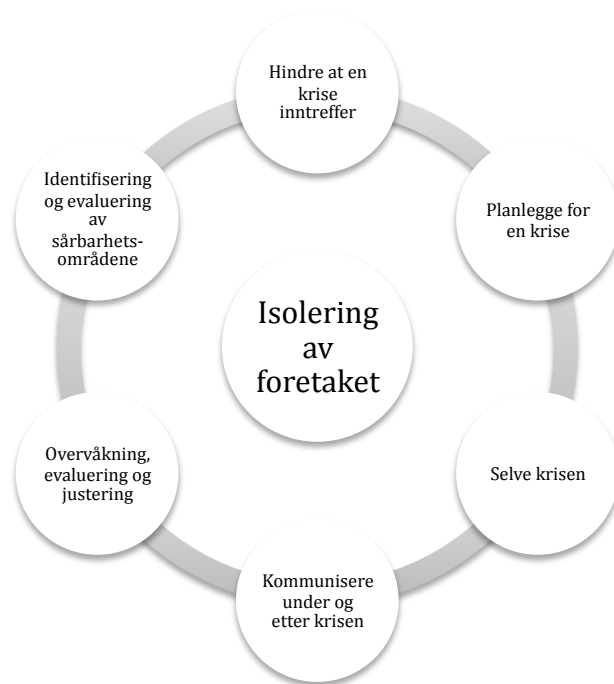 Hindre at en
krise
inntreffer
Planlegge for
en krise
Selve krisen
Kommunisere
under og
etter krisen
Overvåkning,
evaluering og
justering
Identifisering
og evaluering
av
sårbarhets-
områdene
Isolering
av
foretaket